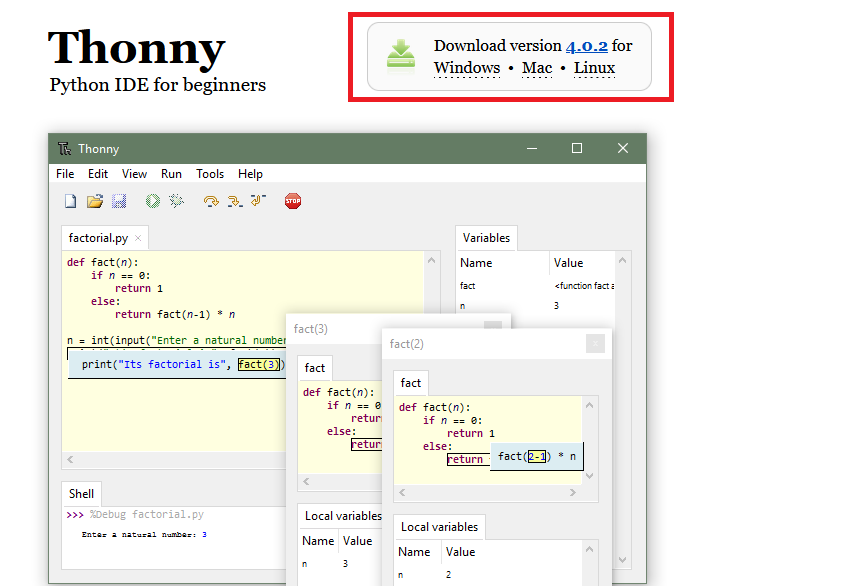 Thonny
Python IDE for beginners
Download version 4.0.2 for
Windows • Mac • Linux
Thonny
File Edit View Run Tools Help
STOP
factorial.py
def fact(n):
    if n == 0:
        return 1
    else:
        return fact(n-1) * n
n = int(input("Enter a natural number
print("Its factorial is", fact(3))
Shell
>>> %Debug factorial.py
Enter a natural number: 3
Variables
Name Value
fact <function fact a
n 3
fact(3)
fact
def fact(n):
    if n == 0
        retur
    else:
        retur
Local variables
Name Value
n 3
fact(2)
fact
def fact(n):
    if n == 0:
        return 1
    else:
        return fact(2-1) * n
Local variables
Name Value
n 2